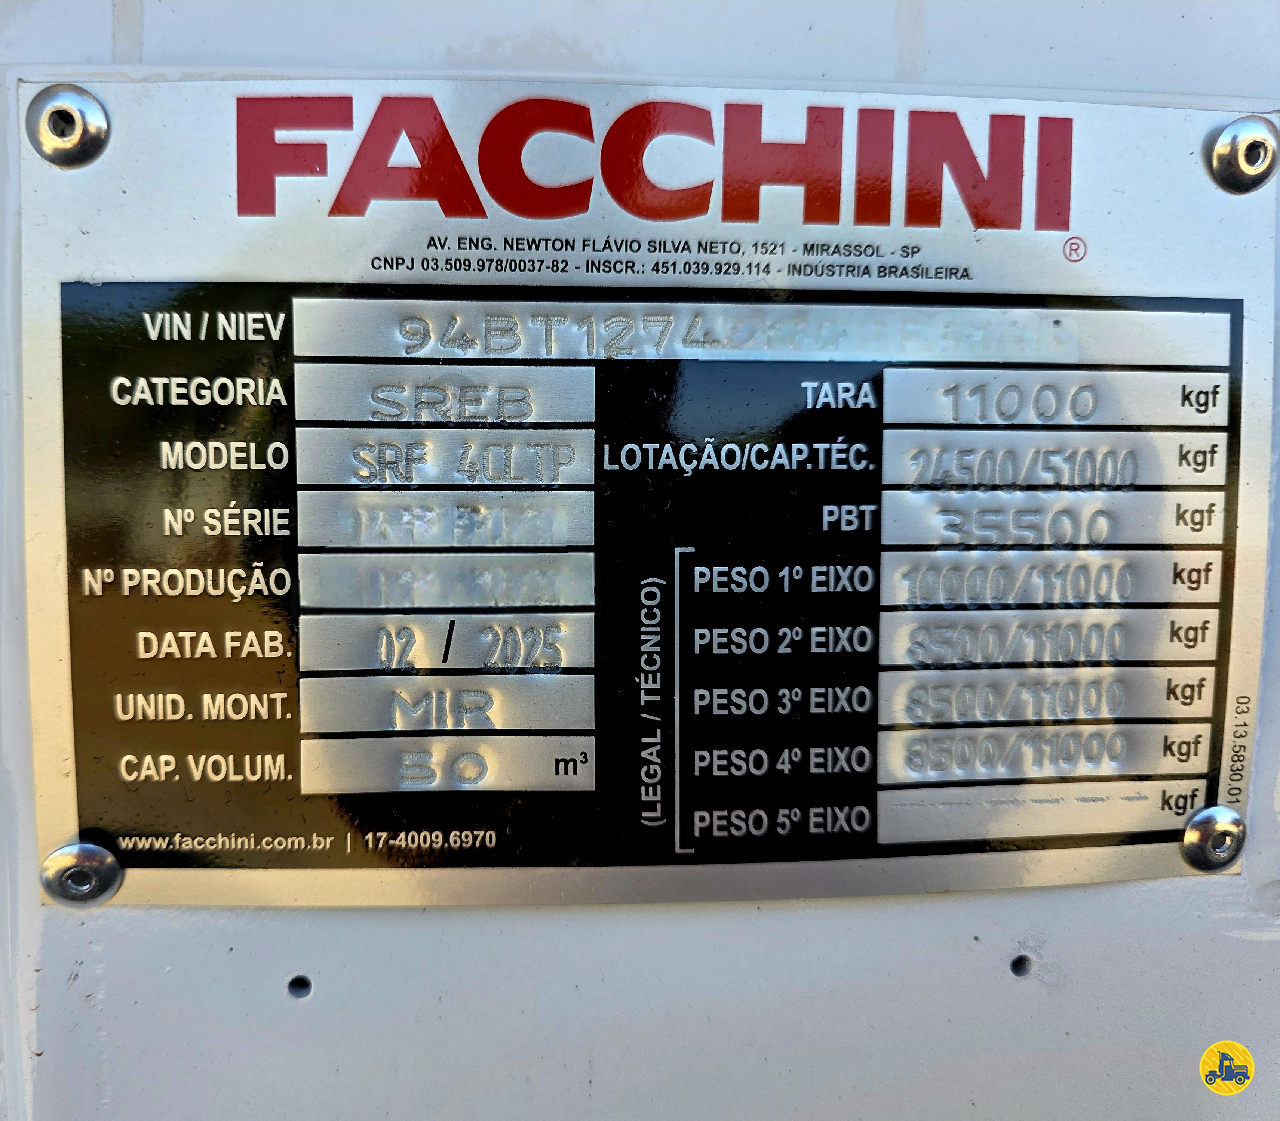 FACCHINI
®
AV. ENG. NEWTON FLÁVIO SILVA NETO, 1521 - MIRASSOL - SP
CNPJ 03.509.978/0037-82 - INSCR.: 451.039.929.114 - INDÚSTRIA BRASILEIRA.
VIN / NIEV 94BT1274
CATEGORIA SREB
MODELO SRF 4CLTP
Nº SÉRIE
Nº PRODUÇÃO
DATA FAB. 02 / 2025
UNID. MONT. MIR
CAP. VOLUM. 50 m³
TARA 11000 kgf
LOTAÇÃO/CAP.TÉC. 24500/51000 kgf
PBT 35500 kgf
(LEGAL / TÉCNICO)
PESO 1º EIXO 10000/11000 kgf
PESO 2º EIXO 8500/11000 kgf
PESO 3º EIXO 8500/11000 kgf
PESO 4º EIXO 8500/11000 kgf
PESO 5º EIXO kgf
03.13.5830.01
www.facchini.com.br | 17-4009.6970